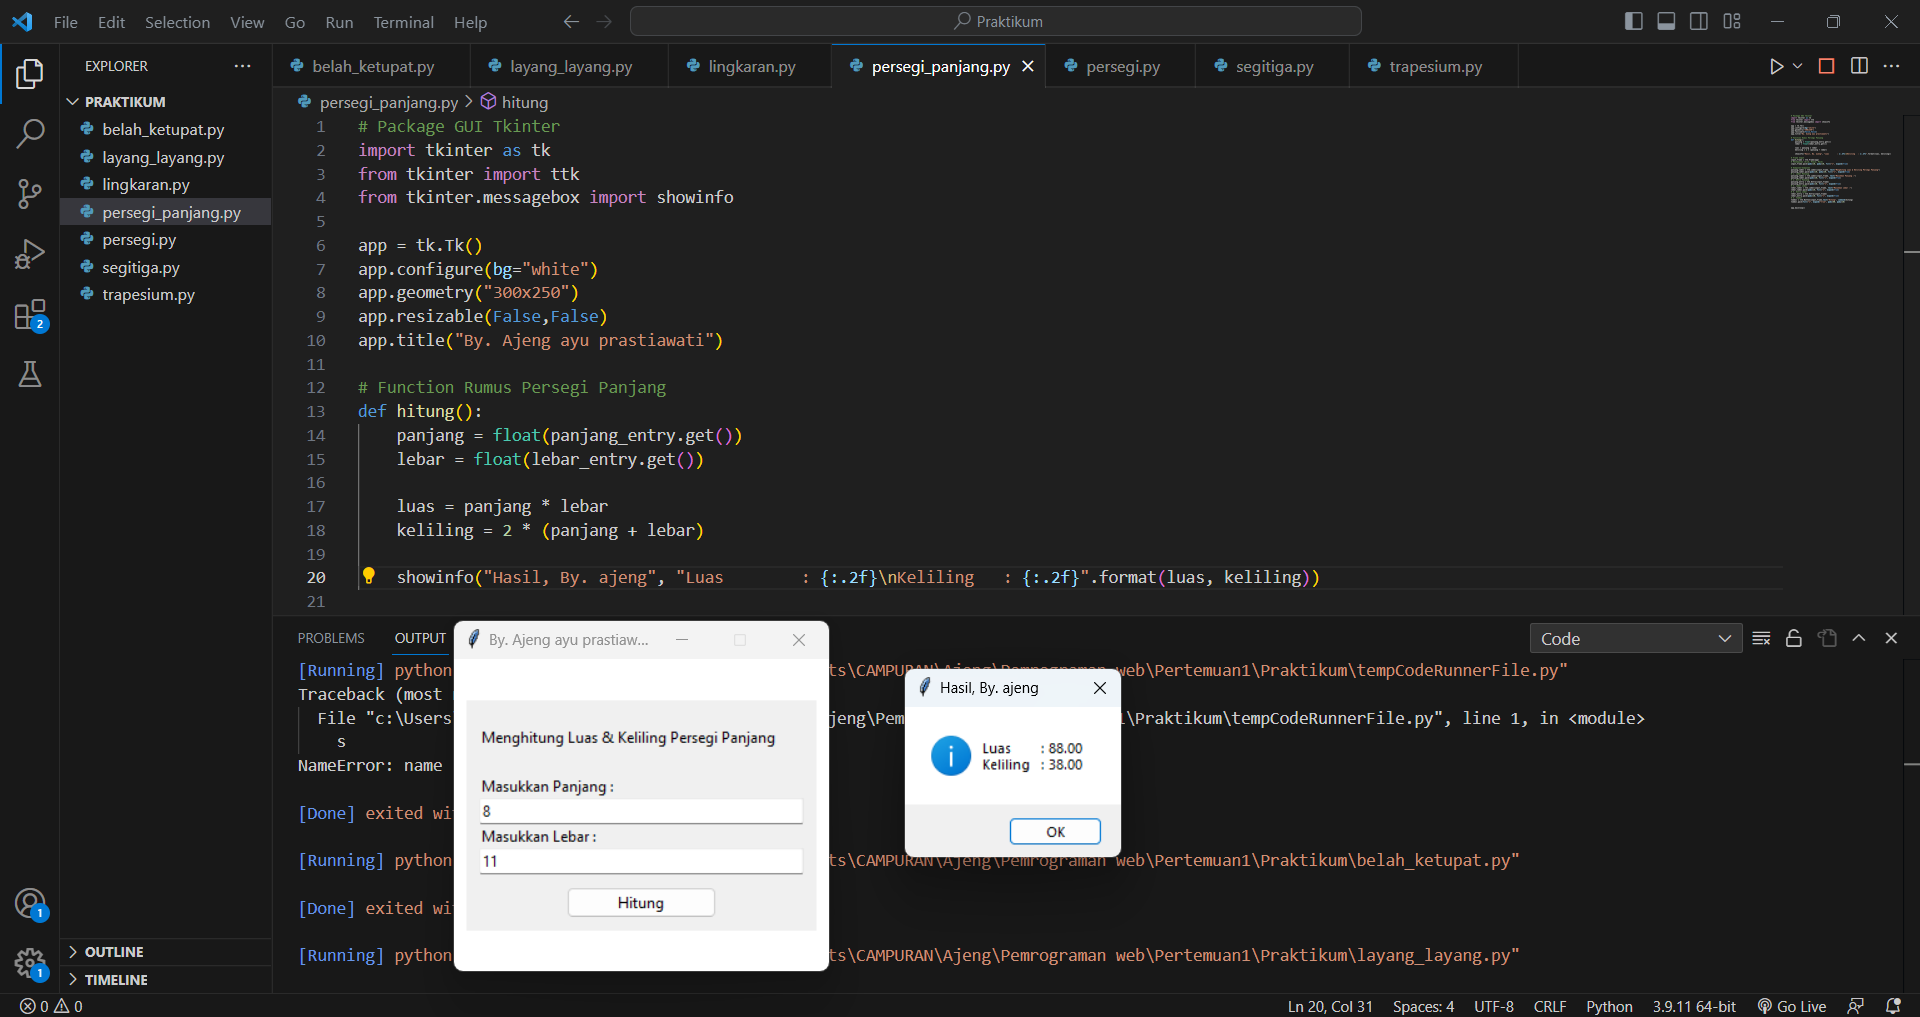 File Edit Selection View Go Run Terminal Help
Praktikum
EXPLORER
PRAKTIKUM
belah_ketupat.py
layang_layang.py
lingkaran.py
persegi_panjang.py
persegi.py
segitiga.py
trapesium.py
OUTLINE
TIMELINE
2
1
1
belah_ketupat.py layang_layang.py lingkaran.py persegi_panjang.py persegi.py segitiga.py trapesium.py
persegi_panjang.py > hitung
1 # Package GUI Tkinter
2 import tkinter as tk
3 from tkinter import ttk
4 from tkinter.messagebox import showinfo
5
6 app = tk.Tk()
7 app.configure(bg="white")
8 app.geometry("300x250")
9 app.resizable(False,False)
10 app.title("By. Ajeng ayu prastiawati")
11
12 # Function Rumus Persegi Panjang
13 def hitung():
14     panjang = float(panjang_entry.get())
15     lebar = float(lebar_entry.get())
16
17     luas = panjang * lebar
18     keliling = 2 * (panjang + lebar)
19
20     showinfo("Hasil, By. ajeng", "Luas        : {:.2f}\nKeliling   : {:.2f}".format(luas, keliling))
21
PROBLEMS OUTPUT
Code
[Running] python ts\CAMPURAN\Ajeng\Pemrograman web\Pertemuan1\Praktikum\tempCodeRunnerFile.py"
Traceback (most
File "c:\Users jeng\Pem \Praktikum\tempCodeRunnerFile.py", line 1, in <module>
s
NameError: name
[Done] exited wi
[Running] python ts\CAMPURAN\Ajeng\Pemrograman web\Pertemuan1\Praktikum\belah_ketupat.py"
[Done] exited wi
[Running] python ts\CAMPURAN\Ajeng\Pemrograman web\Pertemuan1\Praktikum\layang_layang.py"
By. Ajeng ayu prastiaw...
Menghitung Luas & Keliling Persegi Panjang
Masukkan Panjang :
8
Masukkan Lebar :
11
Hitung
Hasil, By. ajeng
Luas : 88.00
Keliling : 38.00
OK
0 0
Ln 20, Col 31 Spaces: 4 UTF-8 CRLF Python 3.9.11 64-bit Go Live